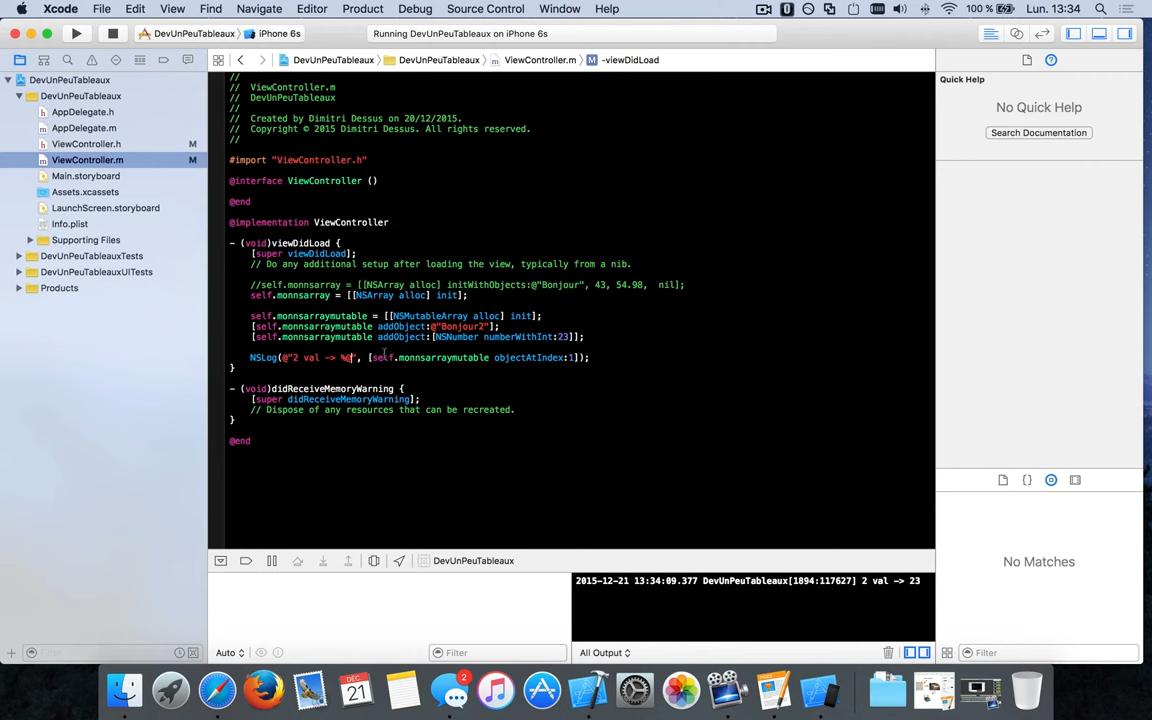 Xcode File Edit View Find Navigate Editor Product Debug Source Control Window Help 100 % Lun. 13:34
DevUnPeuTableaux iPhone 6s Running DevUnPeuTableaux on iPhone 6s
DevUnPeuTableaux DevUnPeuTableaux ViewController.m M -viewDidLoad
DevUnPeuTableaux
DevUnPeuTableaux
AppDelegate.h
AppDelegate.m
ViewController.h M
ViewController.m M
Main.storyboard
Assets.xcassets
LaunchScreen.storyboard
Info.plist
Supporting Files
DevUnPeuTableauxTests
DevUnPeuTableauxUITests
Products
//
// ViewController.m
// DevUnPeuTableaux
//
// Created by Dimitri Dessus on 20/12/2015.
// Copyright © 2015 Dimitri Dessus. All rights reserved.
//
#import "ViewController.h"
@interface ViewController ()
@end
@implementation ViewController
- (void)viewDidLoad {
[super viewDidLoad];
// Do any additional setup after loading the view, typically from a nib.
//self.monnsarray = [[NSArray alloc] initWithObjects:@"Bonjour", 43, 54.98, nil];
self.monnsarray = [[NSArray alloc] init];
self.monnsarraymutable = [[NSMutableArray alloc] init];
[self.monnsarraymutable addObject:@"Bonjour2"];
[self.monnsarraymutable addObject:[NSNumber numberWithInt:23]];
NSLog(@"2 val -> %@", [self.monnsarraymutable objectAtIndex:1]);
}
- (void)didReceiveMemoryWarning {
[super didReceiveMemoryWarning];
// Dispose of any resources that can be recreated.
}
@end
Quick Help
No Quick Help
Search Documentation
No Matches
DevUnPeuTableaux
2015-12-21 13:34:09.377 DevUnPeuTableaux[1894:117627] 2 val -> 23
Filter
Auto
Filter
All Output
Filter
DEC
21
2